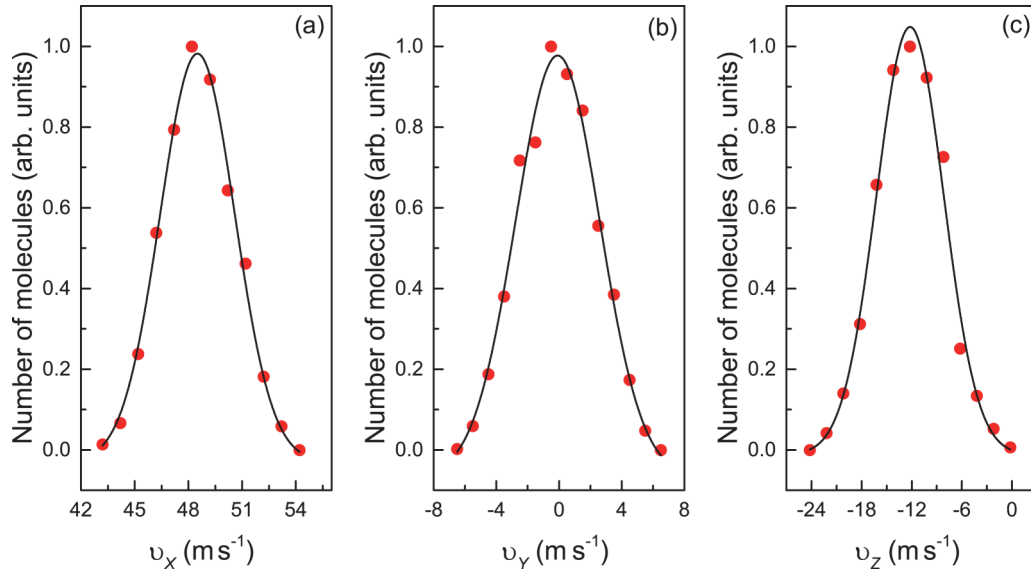 (a)
Number of molecules (arb. units)
1.0
0.8
0.6
0.4
0.2
0.0
42 45 48 51 54
υX (m s-1)
(b)
Number of molecules (arb. units)
1.0
0.8
0.6
0.4
0.2
0.0
-8 -4 0 4 8
υY (m s-1)
(c)
Number of molecules (arb. units)
1.0
0.8
0.6
0.4
0.2
0.0
-24 -18 -12 -6 0
υZ (m s-1)